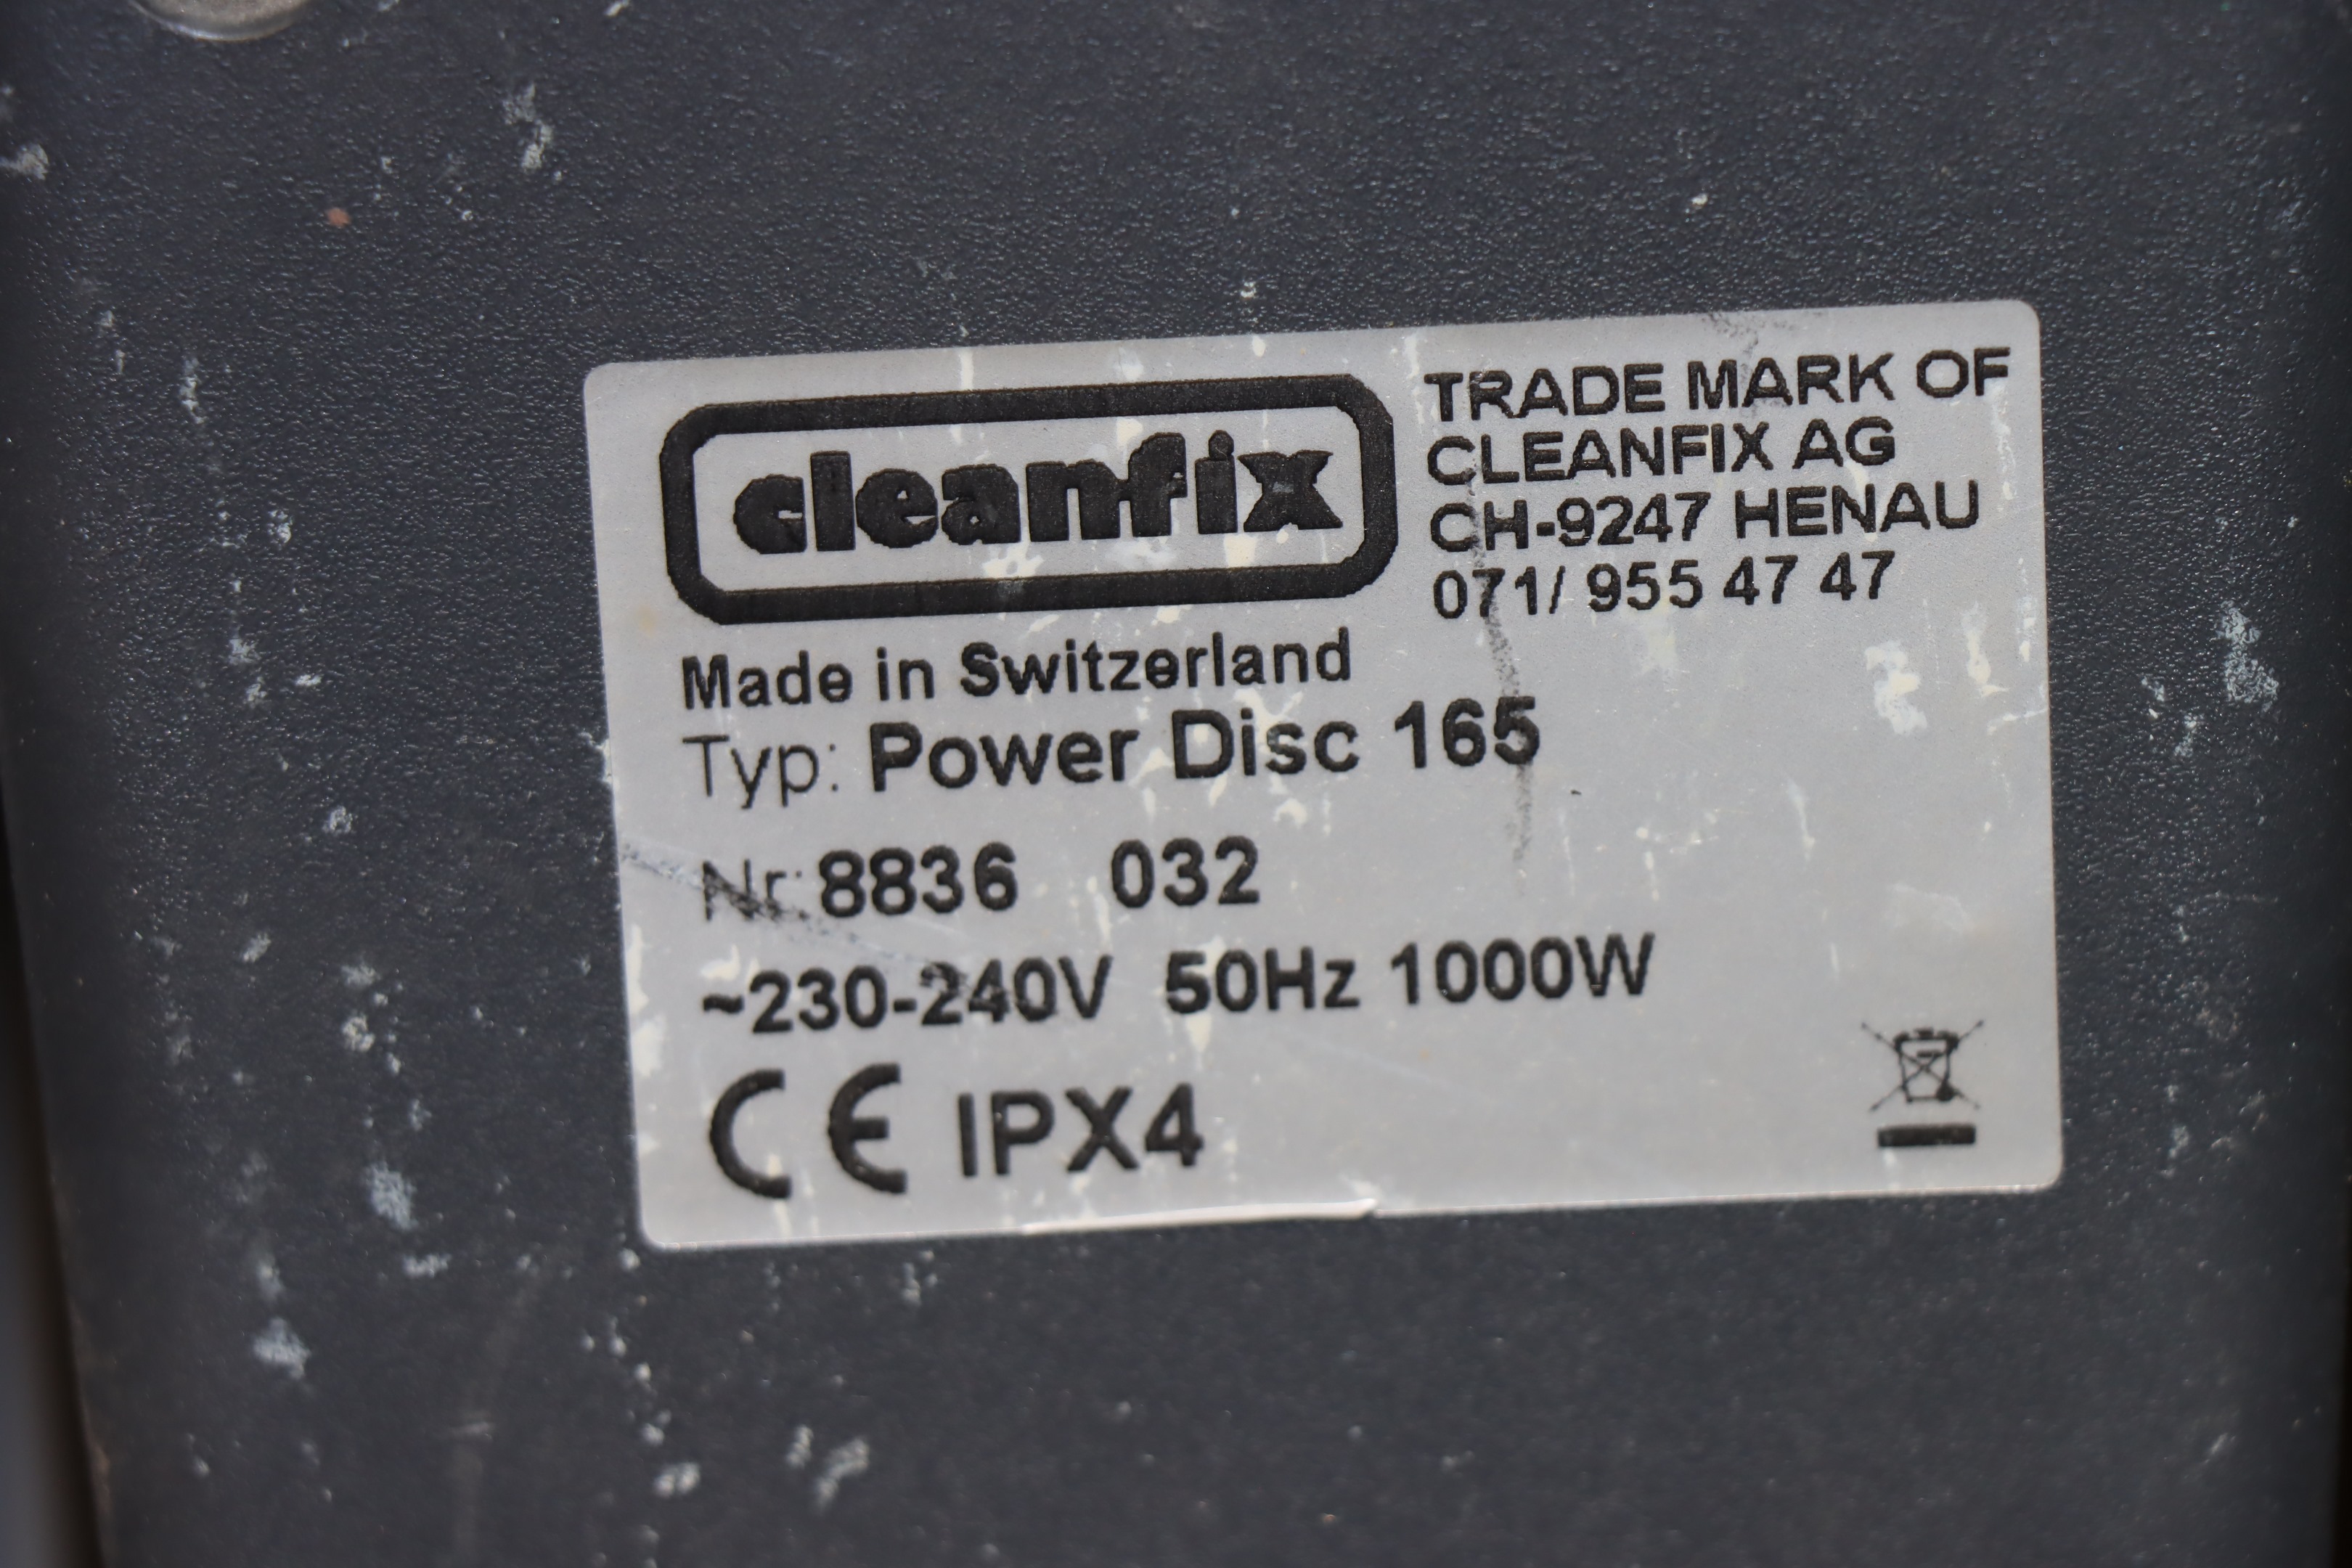 cleanfix
TRADE MARK OF
CLEANFIX AG
CH-9247 HENAU
071/ 955 47 47
Made in Switzerland
Typ: Power Disc 165
Nr: 8836 032
~230-240V 50Hz 1000W
CE IPX4